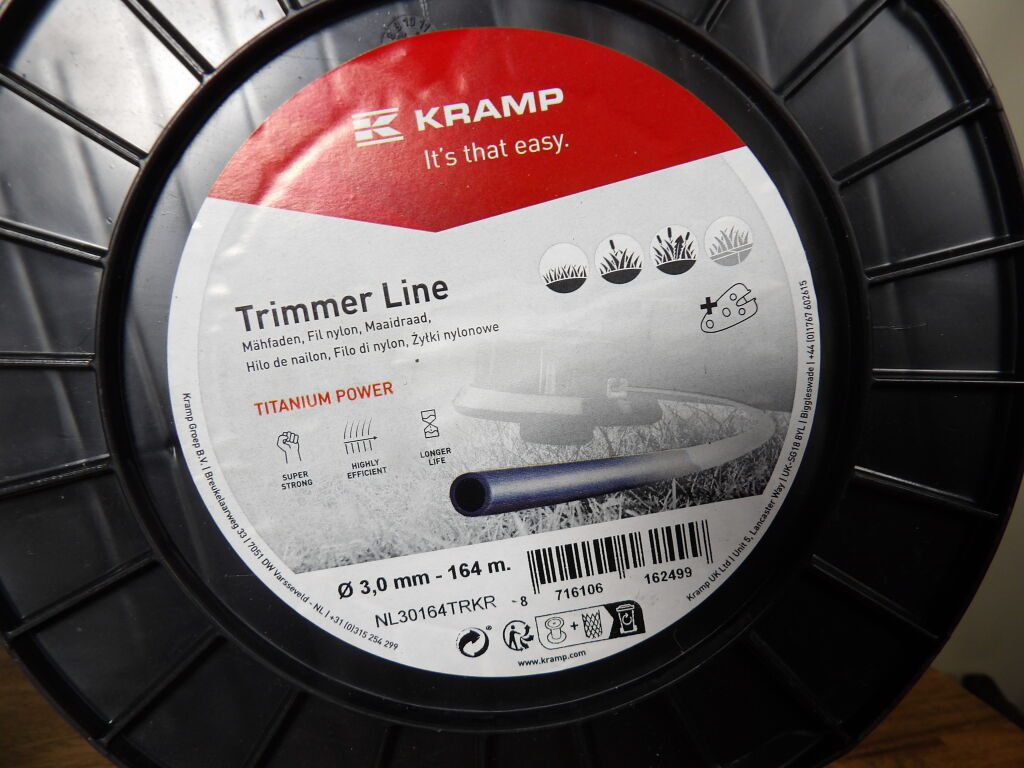 KRAMP
It's that easy.
Trimmer Line
Mähfaden, Fil nylon, Maaidraad,
Hilo de nailon, Filo di nylon, Żyłki nylonowe
TITANIUM POWER
SUPER
STRONG
HIGHLY
EFFICIENT
LONGER
LIFE
Ø 3,0 mm - 164 m.
NL30164TRKR
8 716106 162499
www.kramp.com
Kramp Groep B.V. | Breukelaarweg 33 | 7051 DW Varsseveld - NL | +31 (0)315 254 299
Kramp UK Ltd | Unit 5, Lancaster Way | UK-SG18 8YL | Biggleswade | +44 (0)1767 602615